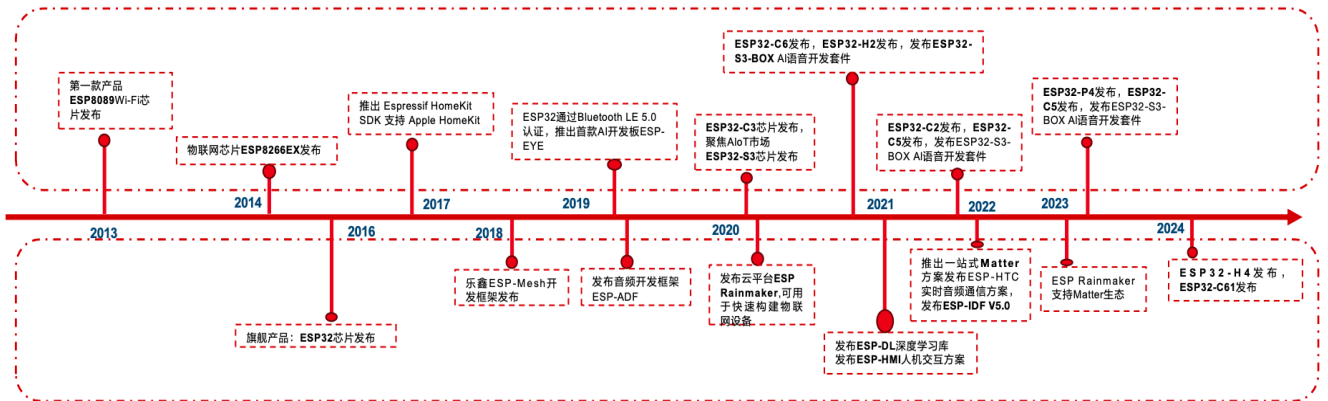 第一款产品
ESP8089Wi-Fi芯
片发布
物联网芯片ESP8266EX发布
推出 Espressif HomeKit
SDK 支持 Apple HomeKit
ESP32通过Bluetooth LE 5.0
认证，推出首款AI开发板ESP-
EYE
ESP32-C3芯片发布，
聚焦AIoT市场
ESP32-S3芯片发布
ESP32-C6发布，ESP32-H2发布，发布ESP32-
S3-BOX AI语音开发套件
ESP32-C2发布，ESP32-
C5发布，发布ESP32-S3-
BOX AI语音开发套件
ESP32-P4发布，ESP32-
C5发布，发布ESP32-S3-
BOX AI语音开发套件
2013
2014
2016
2017
2018
2019
2020
2021
2022
2023
2024
旗舰产品：ESP32芯片发布
乐鑫ESP-Mesh开
发框架发布
发布音频开发框架
ESP-ADF
发布云平台ESP
Rainmaker,可用
于快速构建物联
网设备
发布ESP-DL深度学习库
发布ESP-HMI人机交互方案
推出一站式Matter
方案发布ESP-HTC
实时音频通信方案，
发布ESP-IDF V5.0
ESP Rainmaker
支持Matter生态
ESP32-H4发布，
ESP32-C61发布